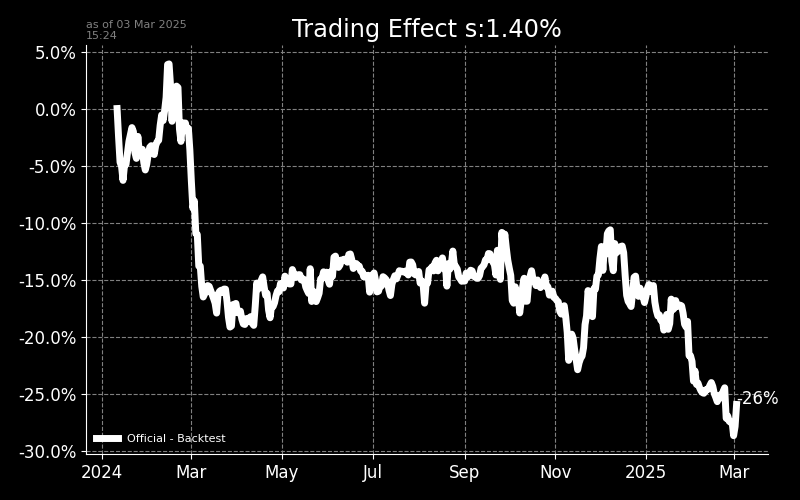 as of 03 Mar 2025
15:24
Trading Effect s:1.40%
5.0%
0.0%
-5.0%
-10.0%
-15.0%
-20.0%
-25.0%
-30.0%
-26%
Official - Backtest
2024 Mar May Jul Sep Nov 2025 Mar